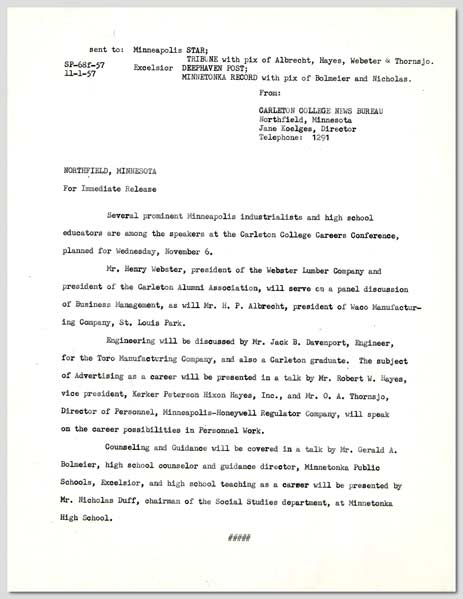 sent to: Minneapolis STAR;
TRIBUNE with pix of Albrecht, Hayes, Webster & Thornsjo.
SP-68f-57 Excelsior DEEPHAVEN POST;
11-1-57 MINNETONKA RECORD with pix of Bolmeier and Nicholas.
From:
CARLETON COLLEGE NEWS BUREAU
Northfield, Minnesota
Jane Koelges, Director
Telephone: 1291
NORTHFIELD, MINNESOTA
For Immediate Release
Several prominent Minneapolis industrialists and high school
educators are among the speakers at the Carleton College Careers Conference,
planned for Wednesday, November 6.
Mr. Henry Webster, president of the Webster Lumber Company and
president of the Carleton Alumni Association, will serve on a panel discussion
of Business Management, as will Mr. H. P. Albrecht, president of Waco Manufactur-
ing Company, St. Louis Park.
Engineering will be discussed by Mr. Jack B. Davenport, Engineer,
for the Toro Manufacturing Company, and also a Carleton graduate. The subject
of Advertising as a career will be presented in a talk by Mr. Robert W. Hayes,
vice president, Kerker Peterson Hixon Hayes, Inc., and Mr. O. A. Thornsjo,
Director of Personnel, Minneapolis-Honeywell Regulator Company, will speak
on the career possibilities in Personnel Work.
Counseling and Guidance will be covered in a talk by Mr. Gerald A.
Bolmeier, high school counselor and guidance director, Minnetonka Public
Schools, Excelsior, and high school teaching as a career will be presented by
Mr. Nicholas Duff, chairman of the Social Studies department, at Minnetonka
High School.
#####